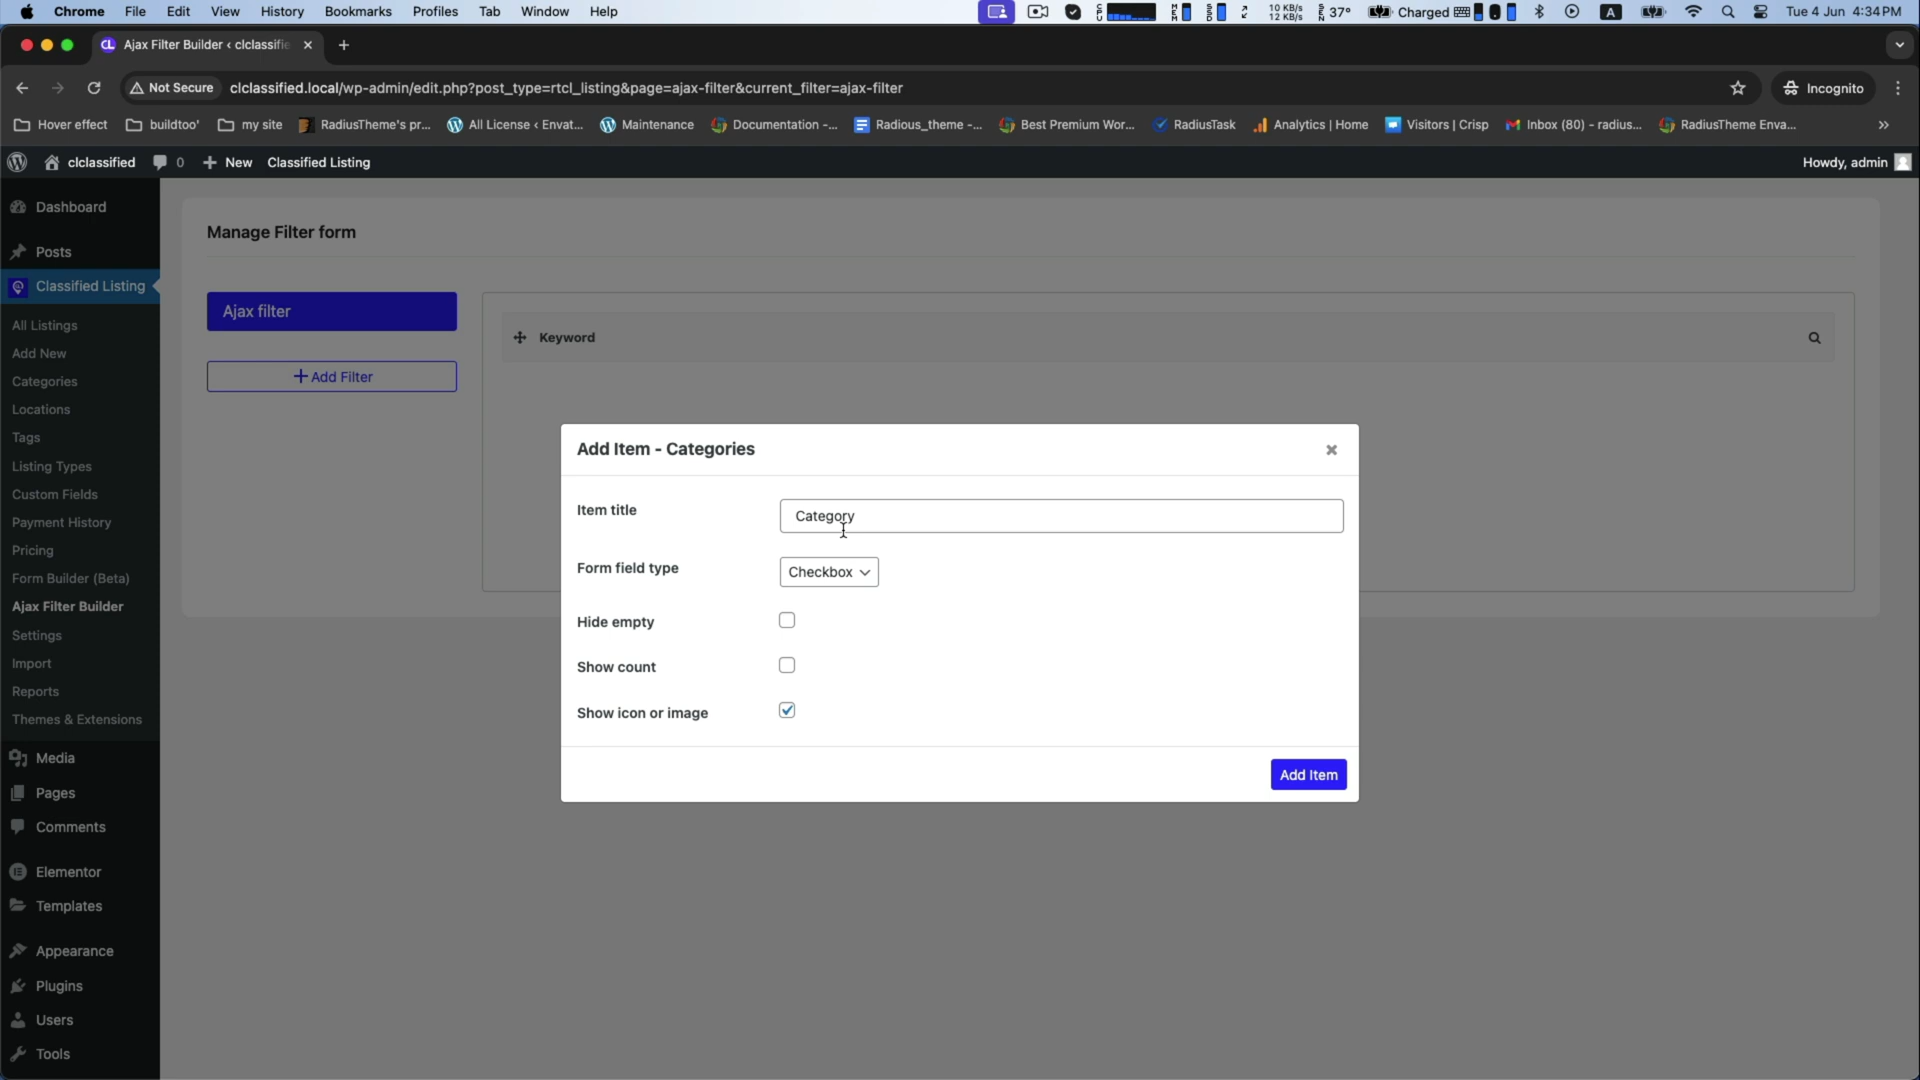 Chrome File Edit View History Bookmarks Profiles Tab Window Help 10 KB/s 12 KB/s 37° Charged A Tue 4 Jun 4:34 PM
Ajax Filter Builder ‹ clclassifie
Not Secure clclassified.local/wp-admin/edit.php?post_type=rtcl_listing&page=ajax-filter&current_filter=ajax-filter Incognito
Hover effect buildtoo' my site RadiusTheme's pr... All License ‹ Envat... Maintenance Documentation -... Radious_theme -... Best Premium Wor... RadiusTask Analytics | Home Visitors | Crisp Inbox (80) - radius... RadiusTheme Enva... »
clclassified 0 New Classified Listing Howdy, admin
Dashboard
Posts
Classified Listing
All Listings
Add New
Categories
Locations
Tags
Listing Types
Custom Fields
Payment History
Pricing
Form Builder (Beta)
Ajax Filter Builder
Settings
Import
Reports
Themes & Extensions
Media
Pages
Comments
Elementor
Templates
Appearance
Plugins
Users
Tools
Manage Filter form
Ajax filter
Add Filter
Keyword
Add Item - Categories
Item title Category
Form field type Checkbox
Hide empty
Show count
Show icon or image
Add Item